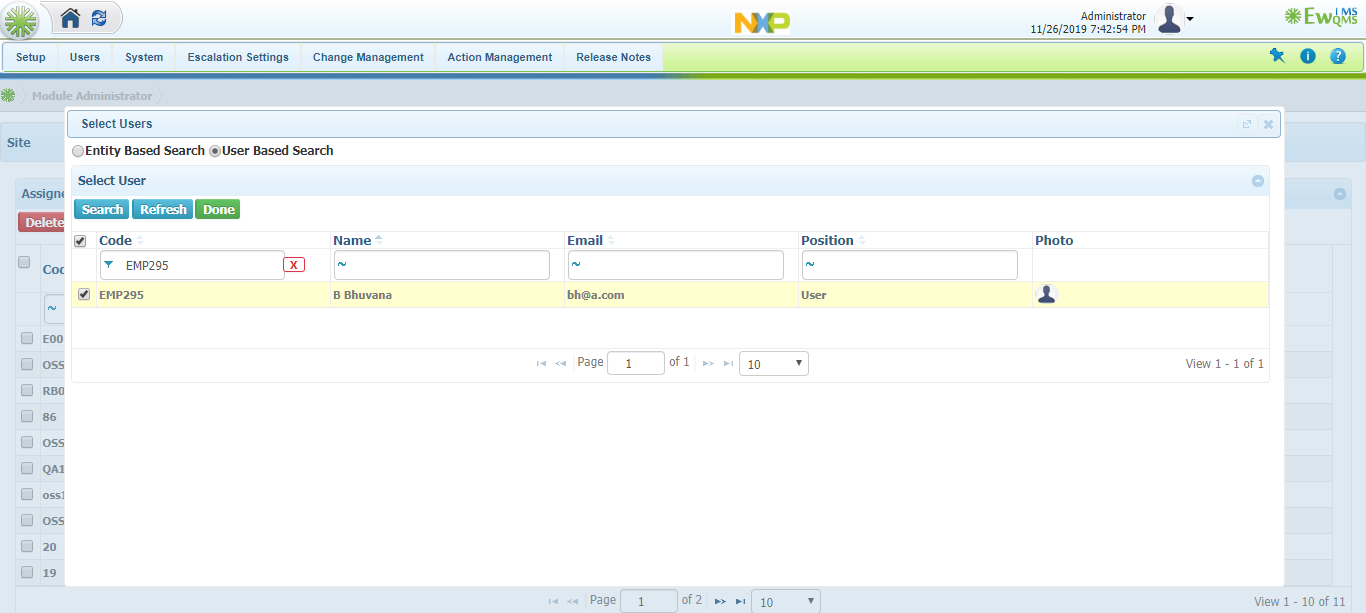 NXP
Administrator
11/26/2019 7:42:54 PM
EwQMS iMS
Setup Users System Escalation Settings Change Management Action Management Release Notes
Module Administrator
Select Users
Site
Entity Based Search User Based Search
Select User
Assigne
Search Refresh Done
Delete
Code Name Email Position Photo
~ EMP295 X ~ ~ ~
Coc
EMP295 B Bhuvana bh@a.com User
~
E00
Page 1 of 1 10 View 1 - 1 of 1
OSS
RB0
86
OSS
QA1
oss1
OSS
20
19
Page 1 of 2 10 View 1 - 10 of 11